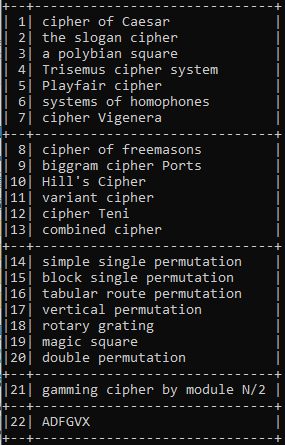 +--+------------------------------+
| 1| cipher of Caesar             |
| 2| the slogan cipher            |
| 3| a polybian square            |
| 4| Trisemus cipher system       |
| 5| Playfair cipher              |
| 6| systems of homophones        |
| 7| cipher Vigenera              |
+--+------------------------------+
| 8| cipher of freemasons         |
| 9| biggram cipher Ports         |
|10| Hill's Cipher                |
|11| variant cipher               |
|12| cipher Teni                  |
|13| combined cipher              |
+--+------------------------------+
|14| simple single permutation    |
|15| block single permutation     |
|16| tabular route permutation    |
|17| vertical permutation         |
|18| rotary grating               |
|19| magic square                 |
|20| double permutation           |
+--+------------------------------+
|21| gamming cipher by module N/2 |
+--+------------------------------+
|22| ADFGVX                       |
+--+------------------------------+